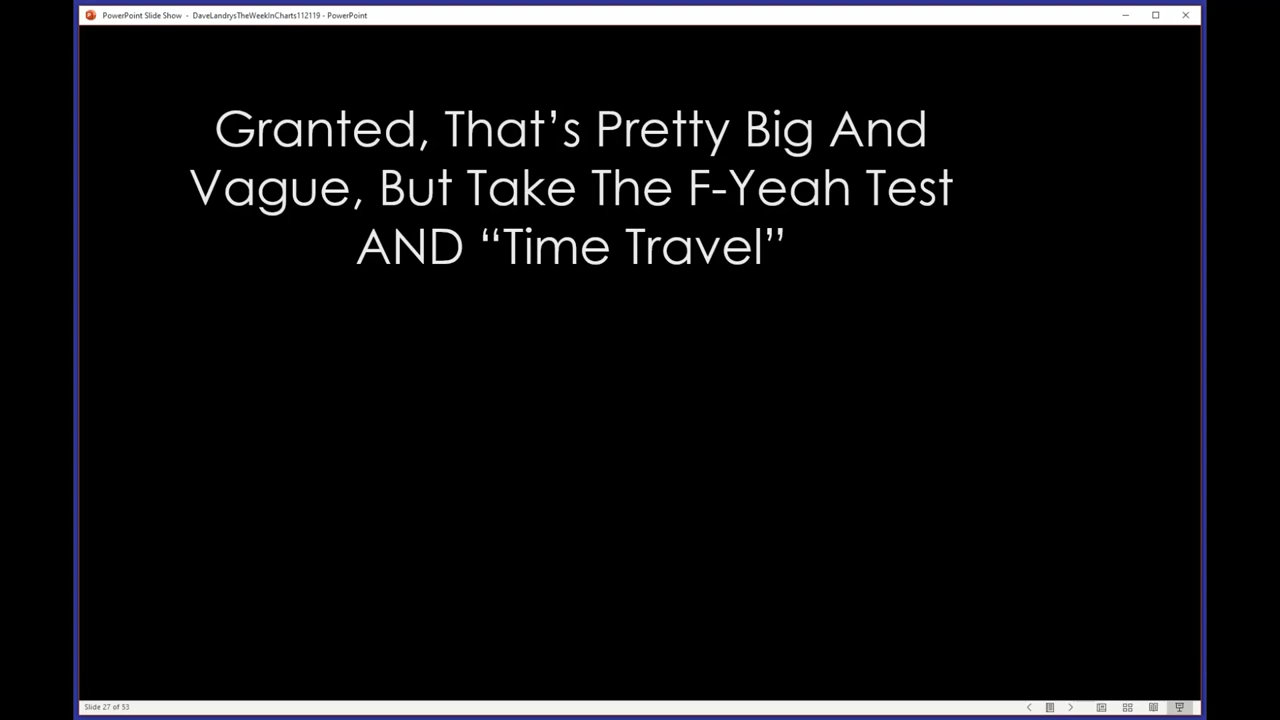 PowerPoint Slide Show - DaveLandrysTheWeekInCharts112119 - PowerPoint
Granted, That’s Pretty Big And
Vague, But Take The F-Yeah Test
AND “Time Travel”
Slide 27 of 53